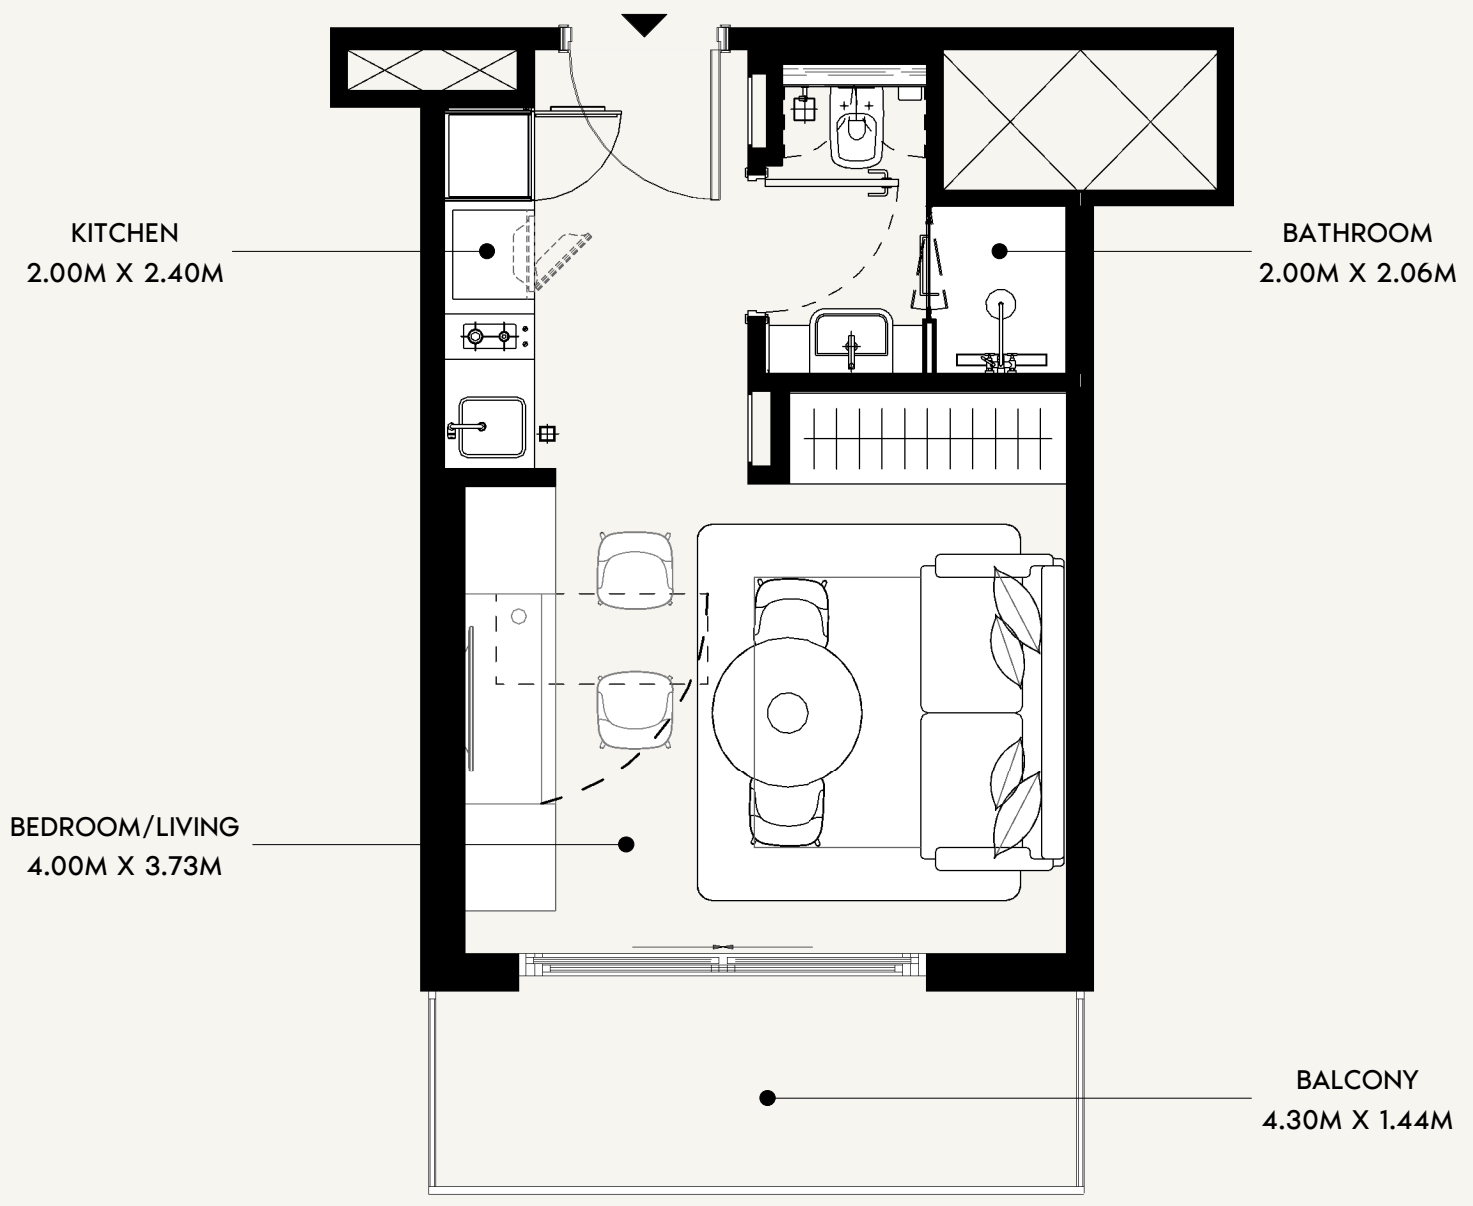 KITCHEN
2.00M X 2.40M
BATHROOM
2.00M X 2.06M
BEDROOM/LIVING
4.00M X 3.73M
BALCONY
4.30M X 1.44M